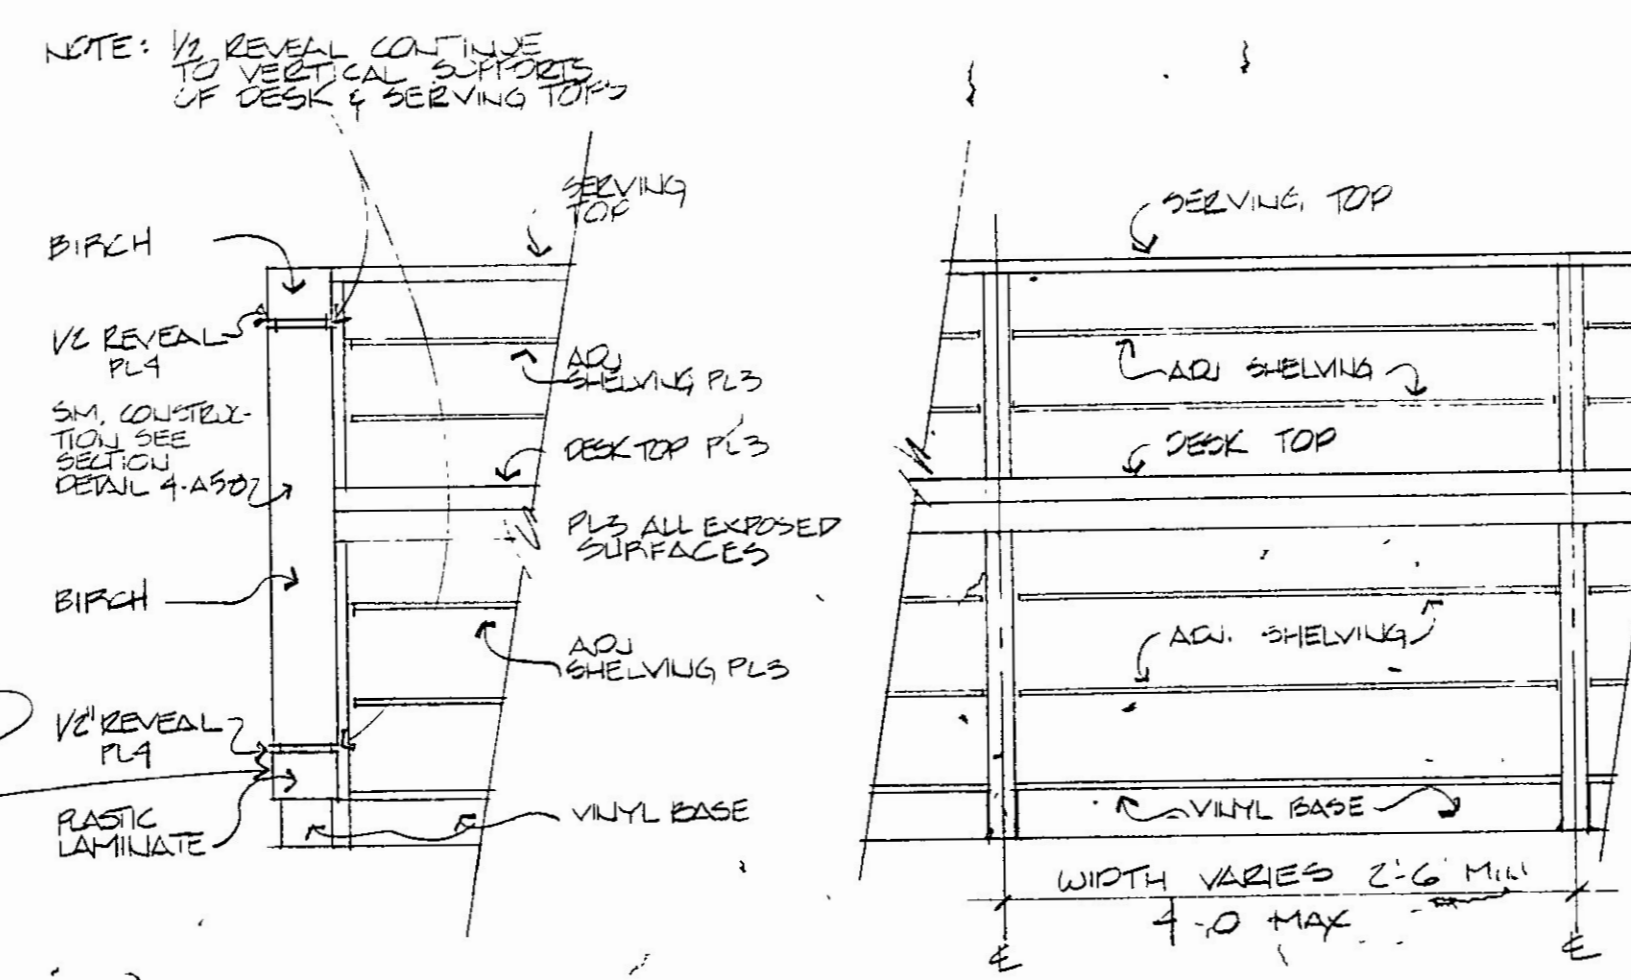 NOTE: 1/2 REVEAL CONTINUE
TO VERTICAL SUPPORTS
OF DESK & SERVING TOPS
SERVING
TOP
BIRCH
1/2 REVEAL
PL4
ADJ
SHELVING PL3
SIM. CONSTRUC-
TION SEE
SECTION
DETAIL 4-A502
DESK TOP PL3
PL3 ALL EXPOSED
SURFACES
BIRCH
ADJ
SHELVING PL3
1/2" REVEAL
PL4
PLASTIC
LAMINATE
VINYL BASE
SERVING TOP
ADJ SHELVING
DESK TOP
ADJ. SHELVING
VINYL BASE
WIDTH VARIES 2'-6 MIN
4-0 MAX
℄
℄